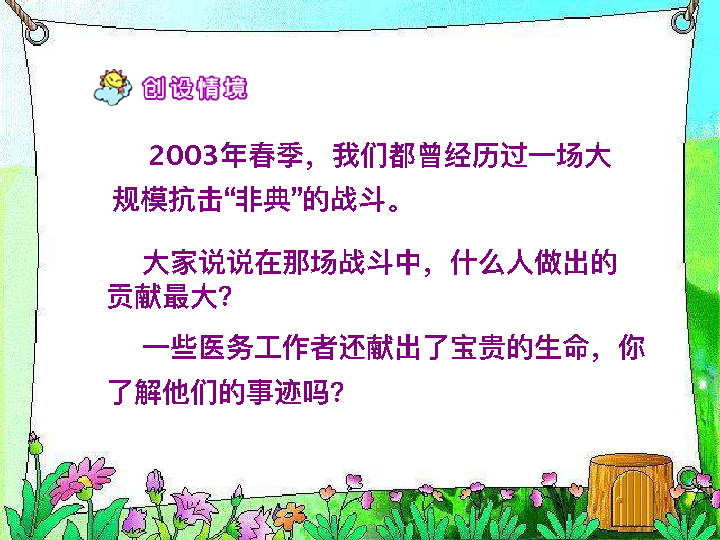 创设情境
2003年春季，我们都曾经历过一场大
规模抗击“非典”的战斗。
大家说说在那场战斗中，什么人做出的
贡献最大？
一些医务工作者还献出了宝贵的生命，你
了解他们的事迹吗？